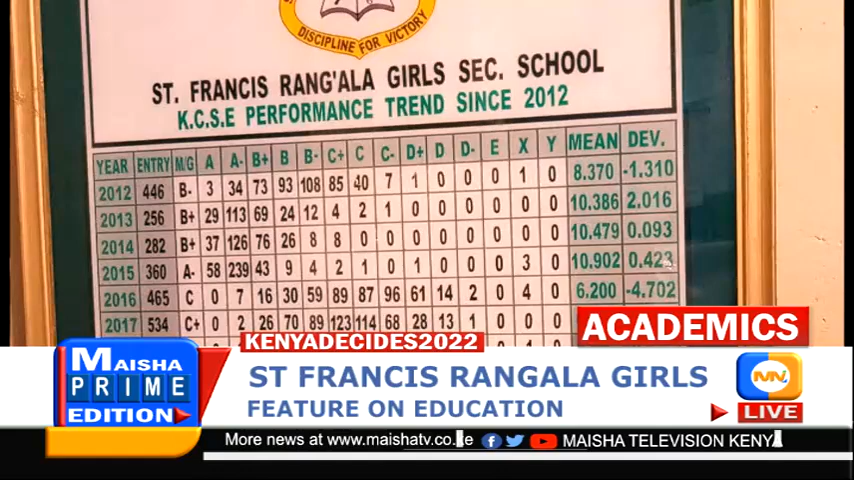 DISCIPLINE FOR VICTORY
ST. FRANCIS RANG'ALA GIRLS SEC. SCHOOL
K.C.S.E PERFORMANCE TREND SINCE 2012
YEAR ENTRY M/G A A- B+ B B- C+ C C- D+ D D- E X Y MEAN DEV.
2012 446 B- 3 34 73 93 108 85 40 7 1 0 0 0 1 0 8.370 -1.310
2013 256 B+ 29 113 69 24 12 4 2 1 0 0 0 0 0 0 10.386 2.016
2014 282 B+ 37 126 76 26 8 8 0 0 0 0 0 0 0 0 10.479 0.093
2015 360 A- 58 239 43 9 4 2 1 0 1 0 0 0 3 0 10.902 0.423
2016 465 C 0 7 16 30 59 89 87 96 61 14 2 0 4 0 6.200 -4.702
2017 534 C+ 0 2 26 70 89 123 114 68 28 13 1 0 0 0
ACADEMICS
KENYADECIDES2022
MAISHA
PRIME
EDITION
ST FRANCIS RANGALA GIRLS
FEATURE ON EDUCATION
MN
LIVE
More news at www.maishatv.co. e
MAISHA TELEVISION KENY